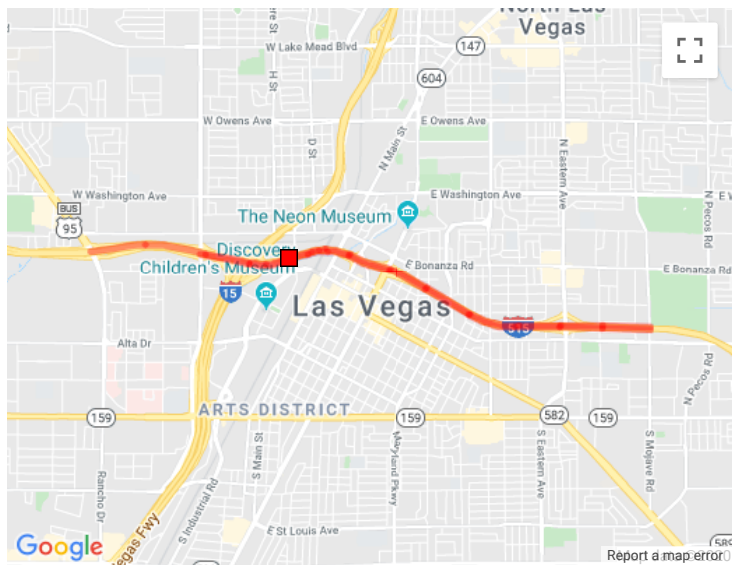 North Las
Vegas
W Lake Mead Blvd
147
H St
604
W Owens Ave
E Owens Ave
D St
N Main St
N Eastern Ave
W Washington Ave
E Washington Ave
BUS
95
The Neon Museum
N Pecos Rd
Discovery
Children's Museum
E Bonanza Rd
E Bonanza Rd
15
Las Vegas
515
Alta Dr
N Pecos Rd
ARTS DISTRICT
159
159
582
159
S Main St
Maryland Pkwy
S Eastern Ave
S Mojave Rd
Rancho Dr
S Industrial Rd
E St Louis Ave
egas Fwy
589
Google
Report a map error